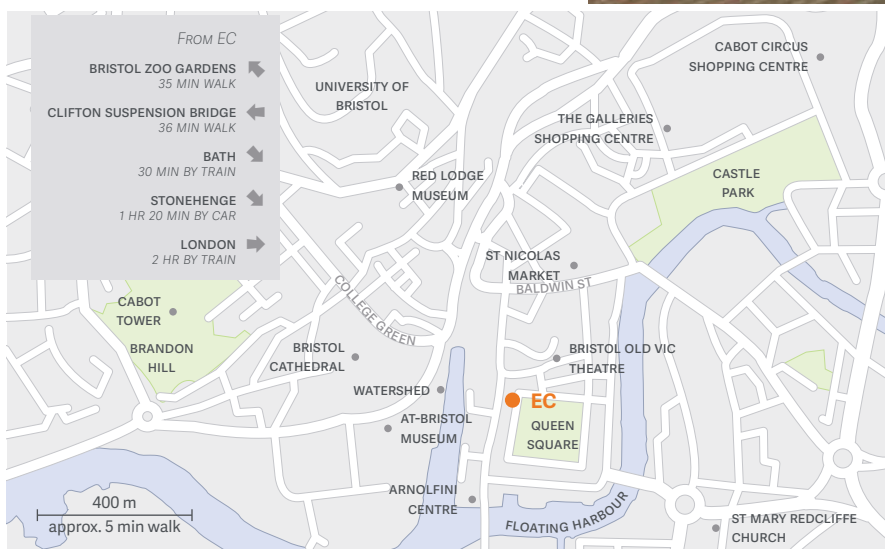 FROM EC
BRISTOL ZOO GARDENS
35 MIN WALK
CLIFTON SUSPENSION BRIDGE
36 MIN WALK
BATH
30 MIN BY TRAIN
STONEHENGE
1 HR 20 MIN BY CAR
LONDON
2 HR BY TRAIN
CABOT CIRCUS
SHOPPING CENTRE
UNIVERSITY OF
BRISTOL
THE GALLERIES
SHOPPING CENTRE
RED LODGE
MUSEUM
CASTLE
PARK
ST NICOLAS
MARKET
BALDWIN ST
COLLEGE GREEN
CABOT
TOWER
BRANDON
HILL
BRISTOL
CATHEDRAL
BRISTOL OLD VIC
THEATRE
WATERSHED
EC
AT-BRISTOL
MUSEUM
QUEEN
SQUARE
ARNOLFINI
CENTRE
FLOATING HARBOUR
ST MARY REDCLIFFE
CHURCH
400 m
approx. 5 min walk